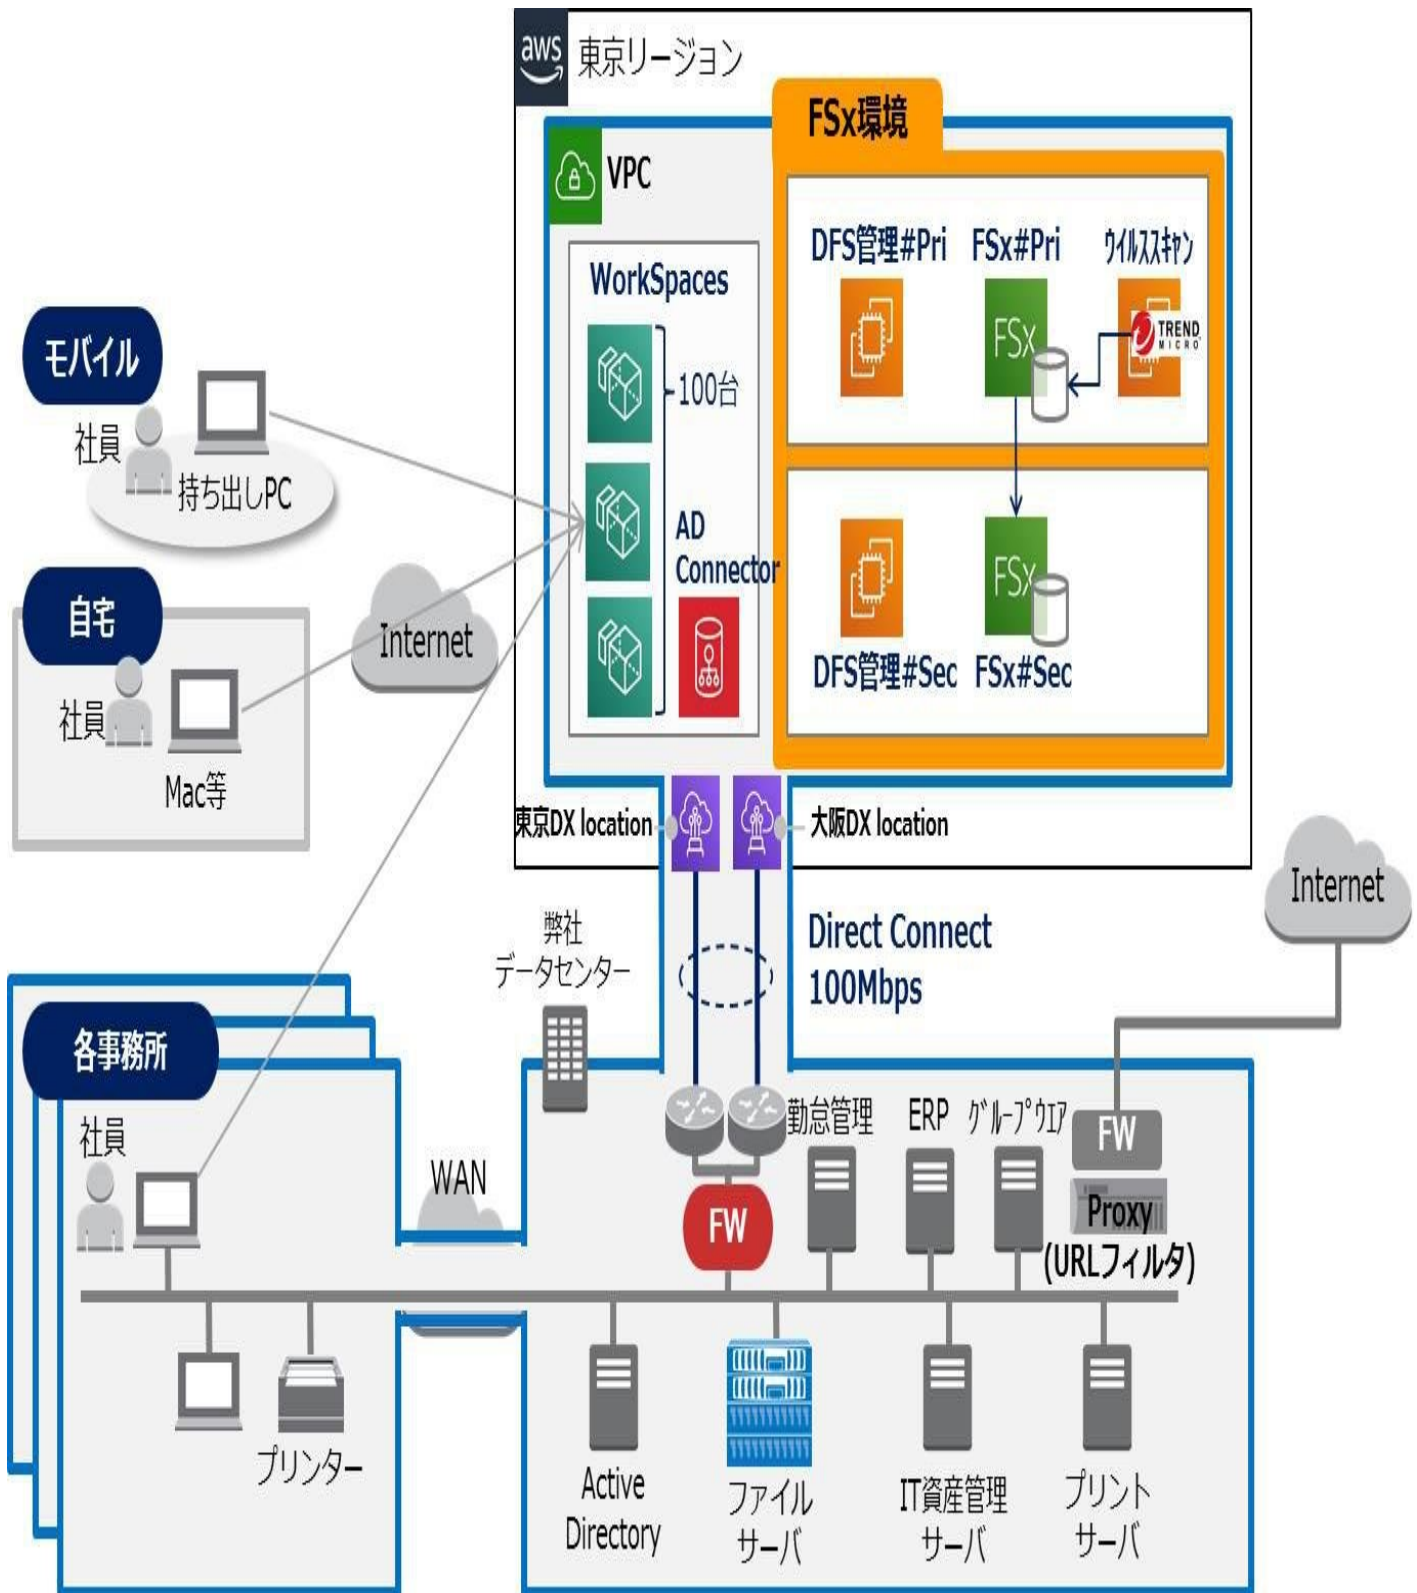 aws
東京リージョン
FSx環境
VPC
WorkSpaces
100台
AD
Connector
DFS管理#Pri
FSx#Pri
ウイルススキャン
FSx
TREND
MICRO
FSx
DFS管理#Sec
FSx#Sec
モバイル
社員
持ち出しPC
自宅
社員
Mac等
Internet
東京DX location
大阪DX location
Direct Connect
100Mbps
Internet
弊社
データセンター
各事務所
社員
プリンター
WAN
FW
勤怠管理
ERP
グループウェア
FW
Proxy
(URLフィルタ)
Active
Directory
ファイル
サーバ
IT資産管理
サーバ
プリント
サーバ